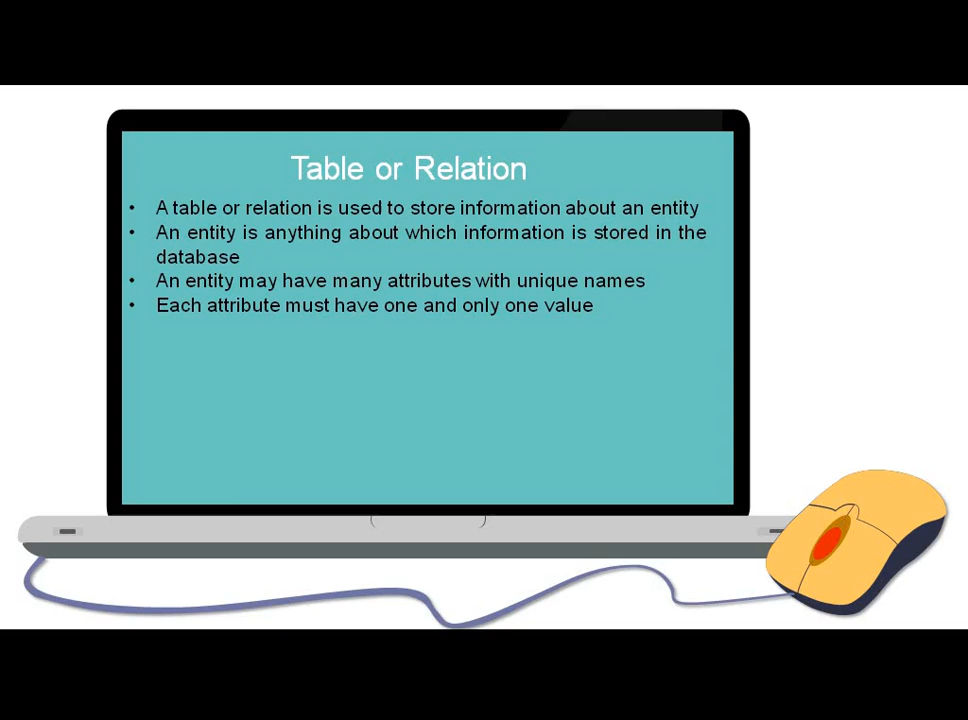 Table or Relation
• A table or relation is used to store information about an entity
• An entity is anything about which information is stored in the
database
• An entity may have many attributes with unique names
• Each attribute must have one and only one value